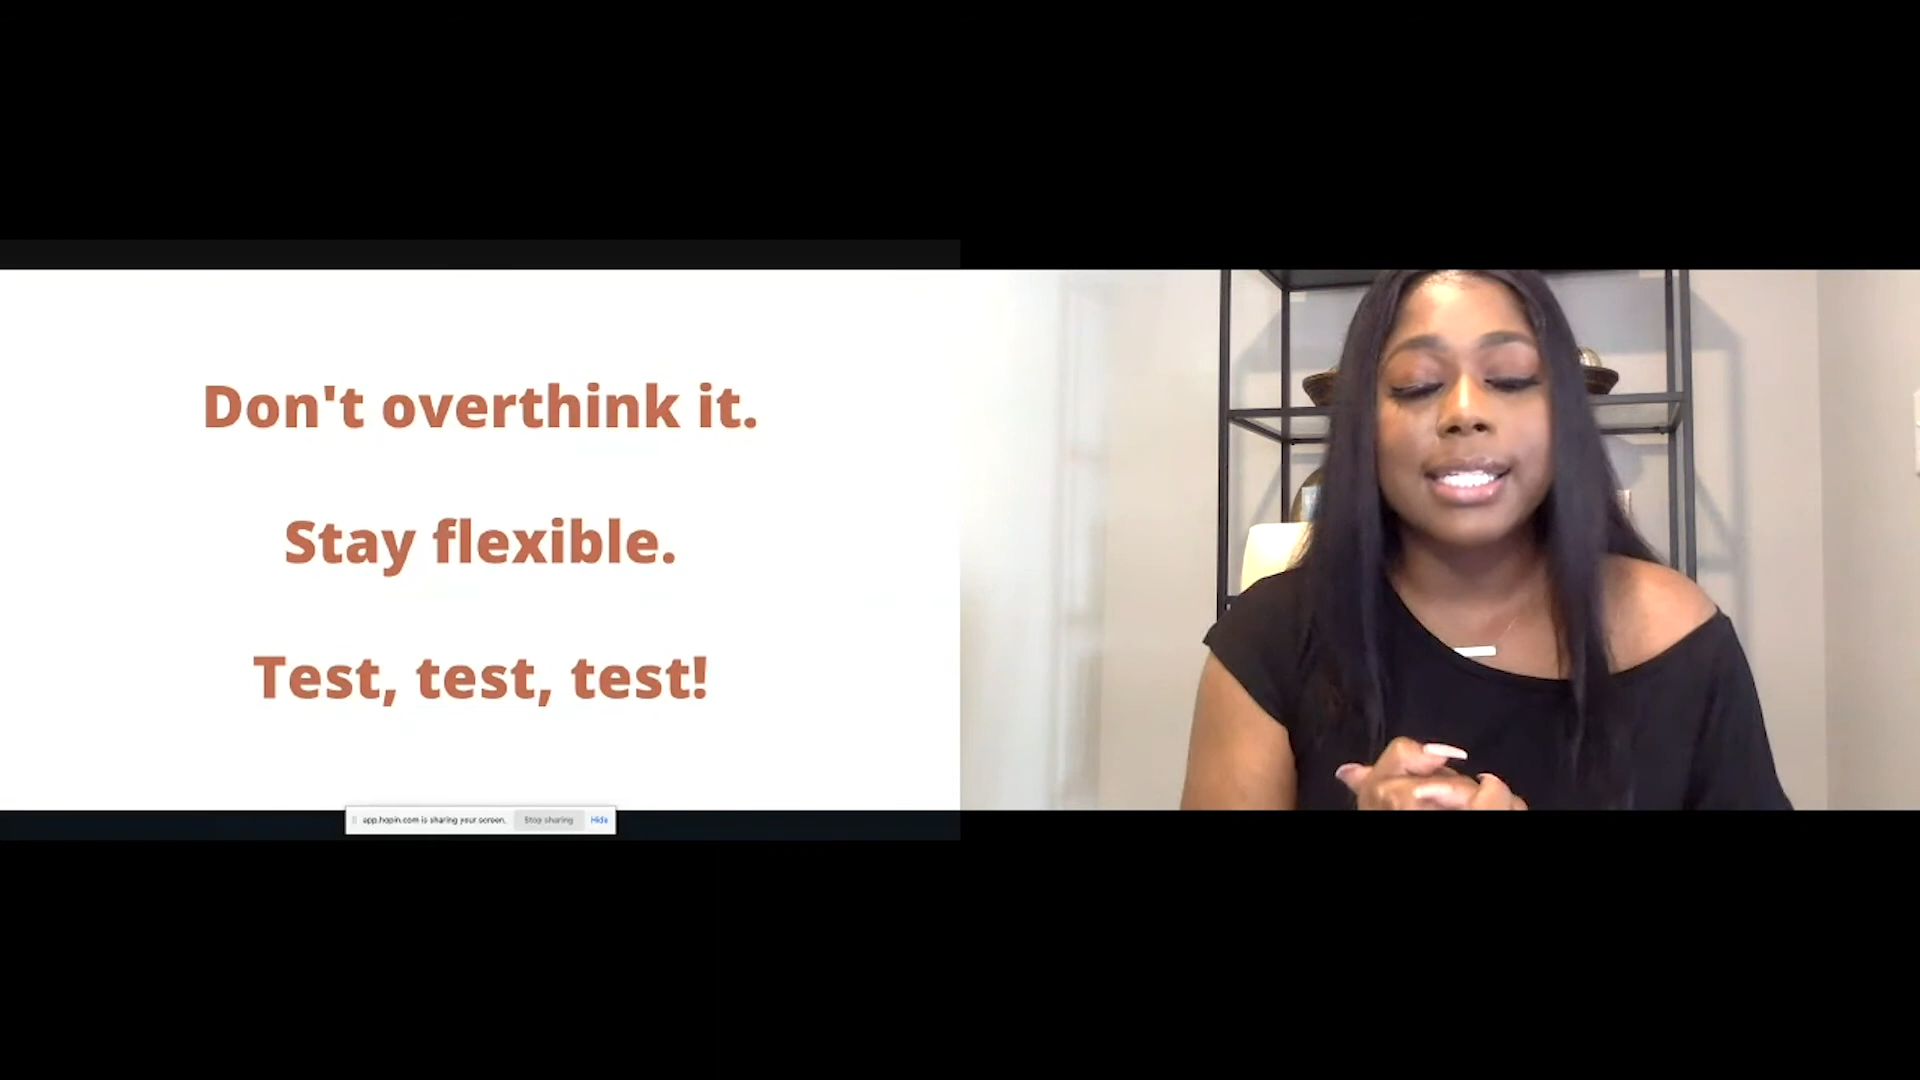 Don't overthink it.
Stay flexible.
Test, test, test!
app.hopin.com is sharing your screen. Stop sharing Hide